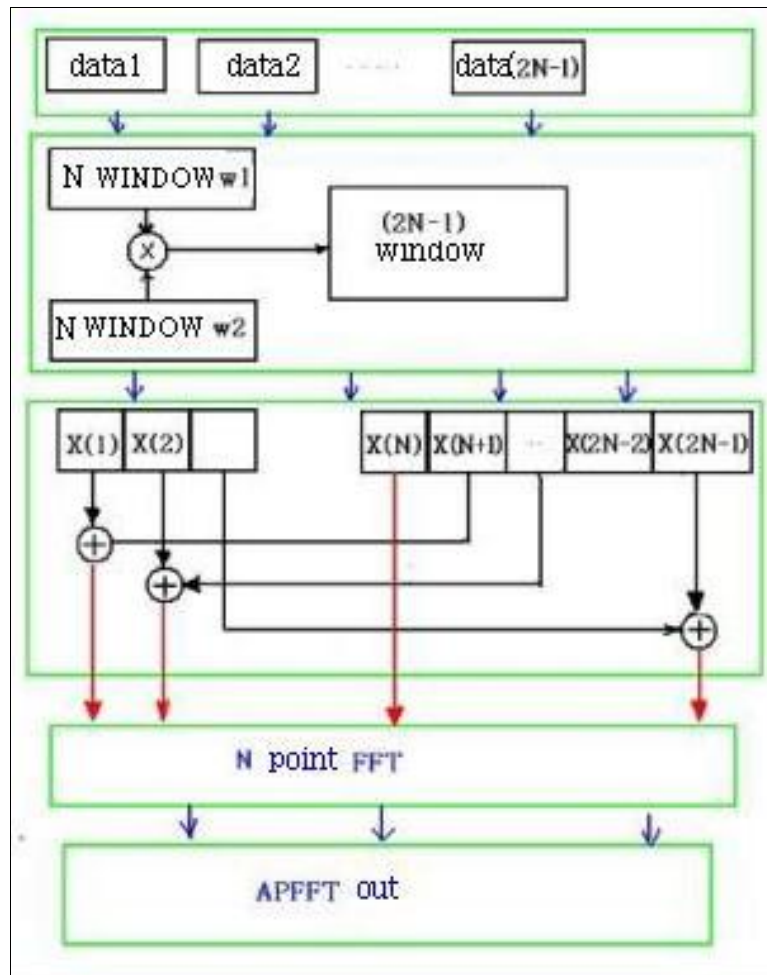 data1 data2 ..... data(2N-1)
N WINDOW w1
(2N-1)
window
X
N WINDOW w2
X(1) X(2) X(N) X(N+1) ... X(2N-2) X(2N-1)
+
+
+
N point FFT
APFFT out